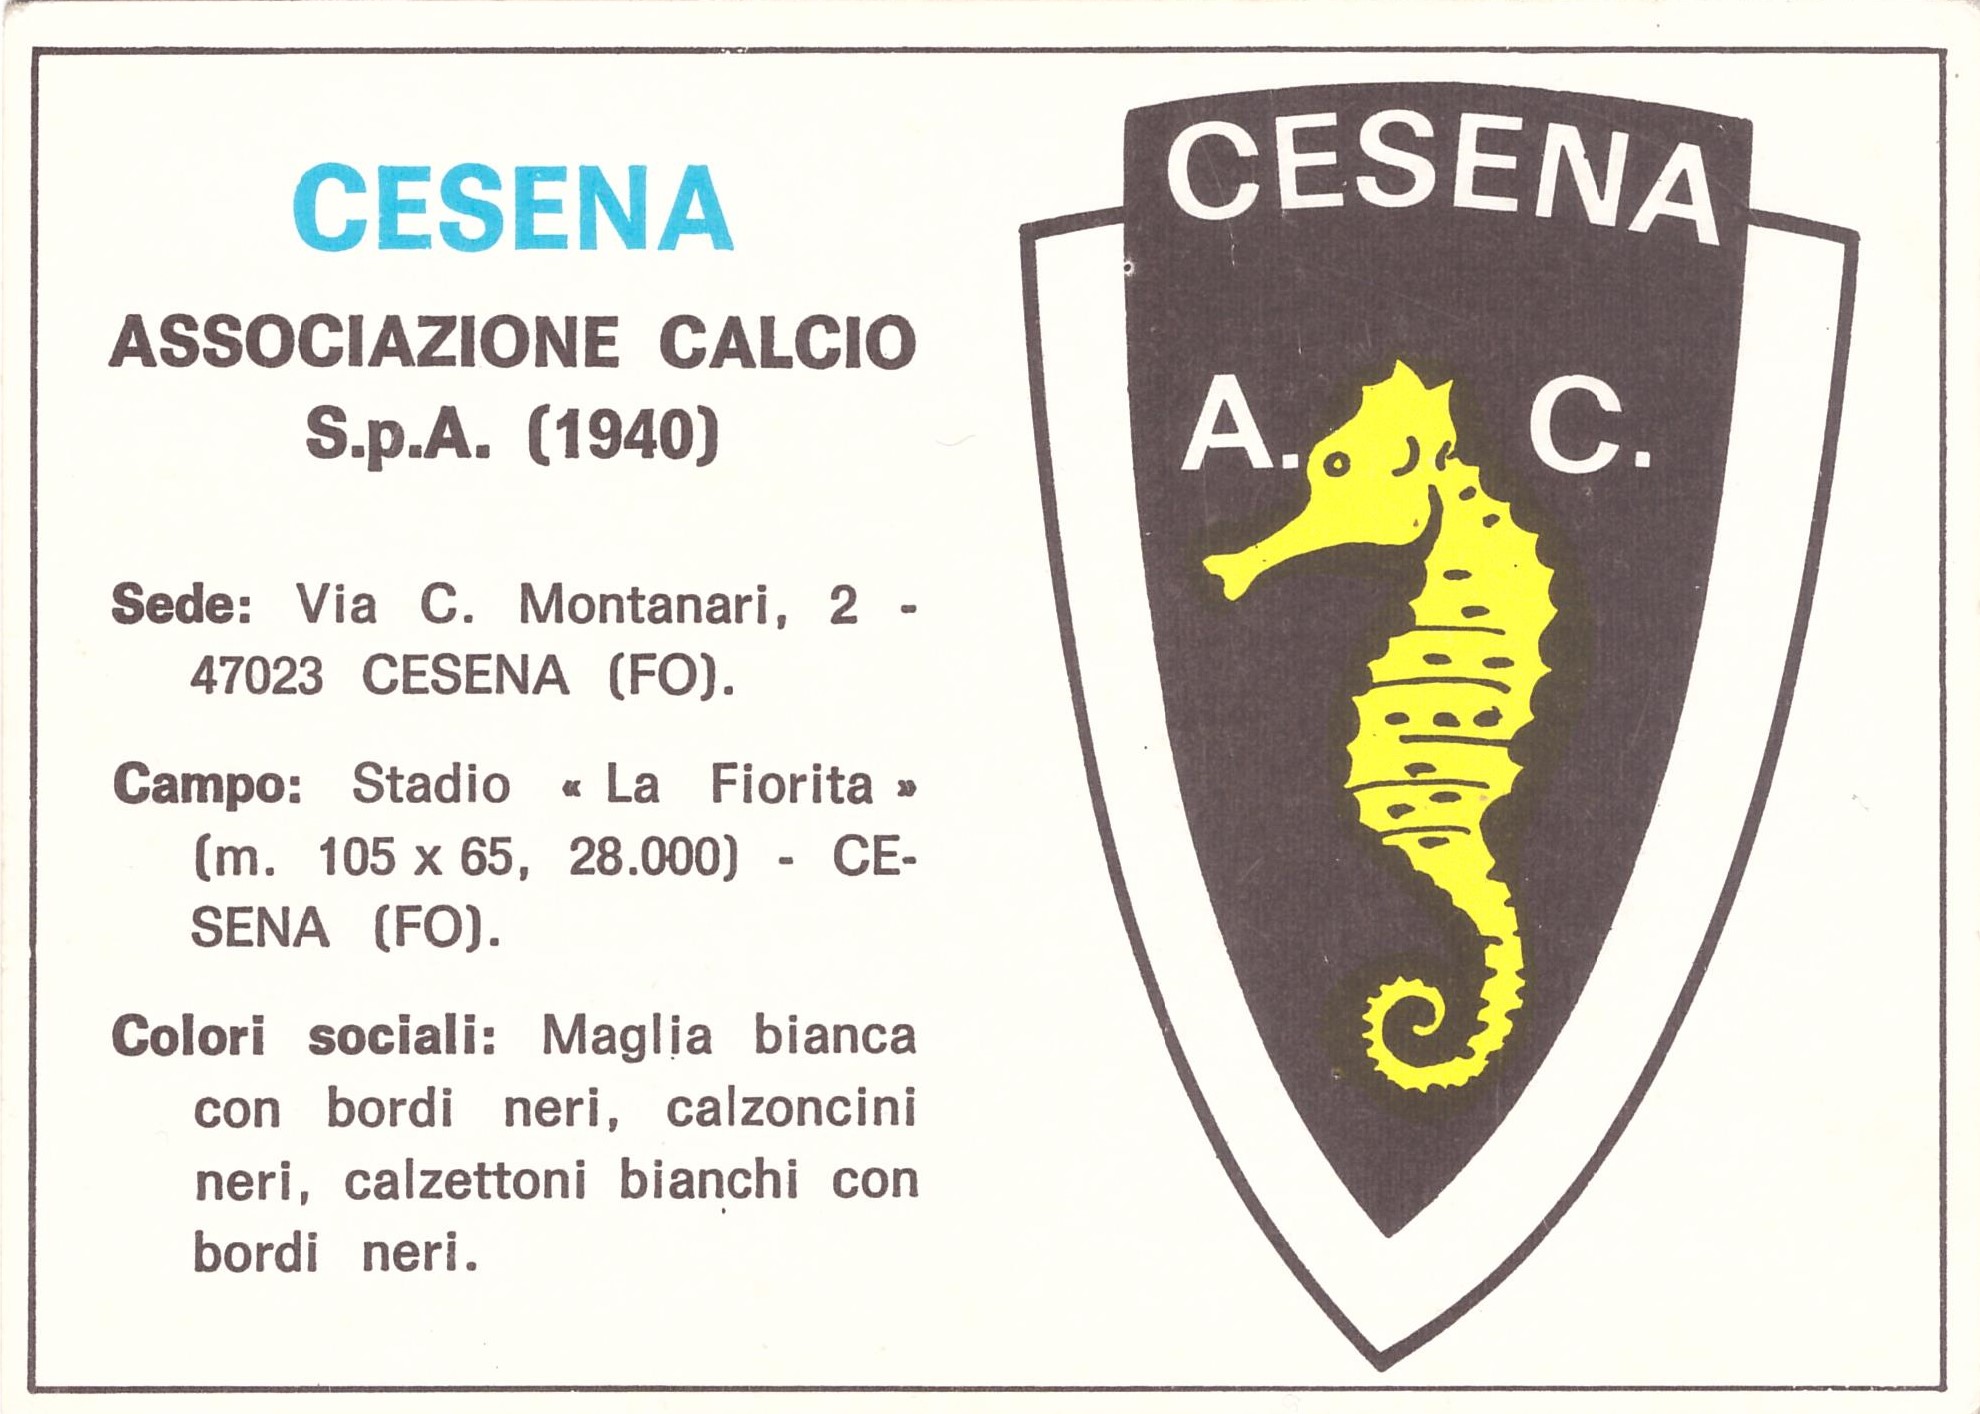 CESENA
ASSOCIAZIONE CALCIO
S.p.A. (1940)
Sede: Via C. Montanari, 2 -
47023 CESENA (FO).
Campo: Stadio « La Fiorita »
(m. 105 x 65, 28.000) - CE-
SENA (FO).
Colori sociali: Maglia bianca
con bordi neri, calzoncini
neri, calzettoni bianchi con
bordi neri.
CESENA
A. C.